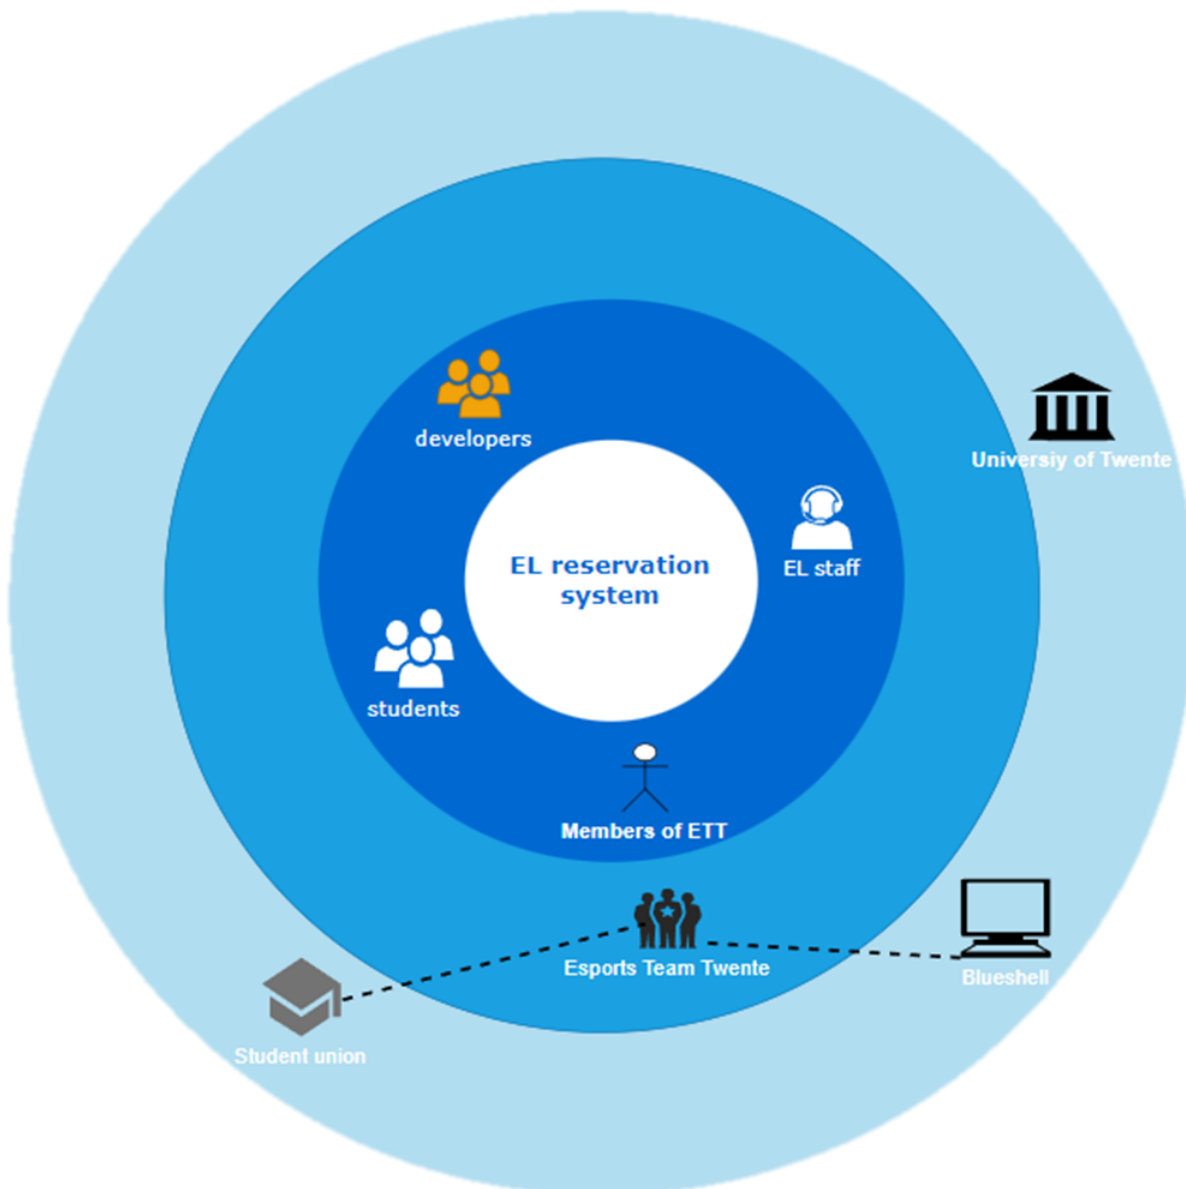 developers
Universiy of Twente
EL reservation
system
EL staff
students
Members of ETT
Esports Team Twente
Blueshell
Student union